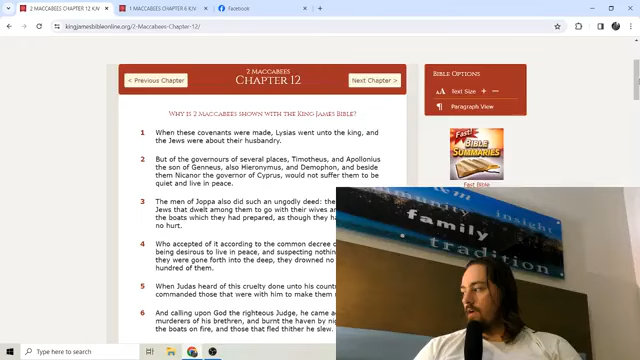 2 MACCABEES CHAPTER 12 KJV
1 MACCABEES CHAPTER 6 KJV
Facebook
kingjamesbibleonline.org/2-Maccabees-Chapter-12/
2 MACCABEES
CHAPTER 12
< Previous Chapter
Next Chapter >
WHY IS 2 MACCABEES SHOWN WITH THE KING JAMES BIBLE?
1 When these covenants were made, Lysias went unto the king, and
the Jews were about their husbandry.
2 But of the governours of several places, Timotheus, and Apollonius
the son of Genneus, also Hieronymus, and Demophon, and beside
them Nicanor the governor of Cyprus, would not suffer them to be
quiet and live in peace.
3 The men of Joppa also did such an ungodly deed: the
Jews that dwelt among them to go with their wives an
the boats which they had prepared, as though they ha
no hurt.
4 Who accepted of it according to the common decree o
being desirous to live in peace, and suspecting nothin
they were gone forth into the deep, they drowned no
hundred of them.
5 When Judas heard of this cruelty done unto his count
commanded those that were with him to make them r
6 And calling upon God the righteous Judge, he came a
murderers of his brethren, and burnt the haven by ni
the boats on fire, and those that fled thither he slew.
BIBLE OPTIONS
AA Text Size + −
¶ Paragraph View
Fast!
BIBLE
SUMMARIES
Fast Bible
community
insight
family
tradition
Type here to search